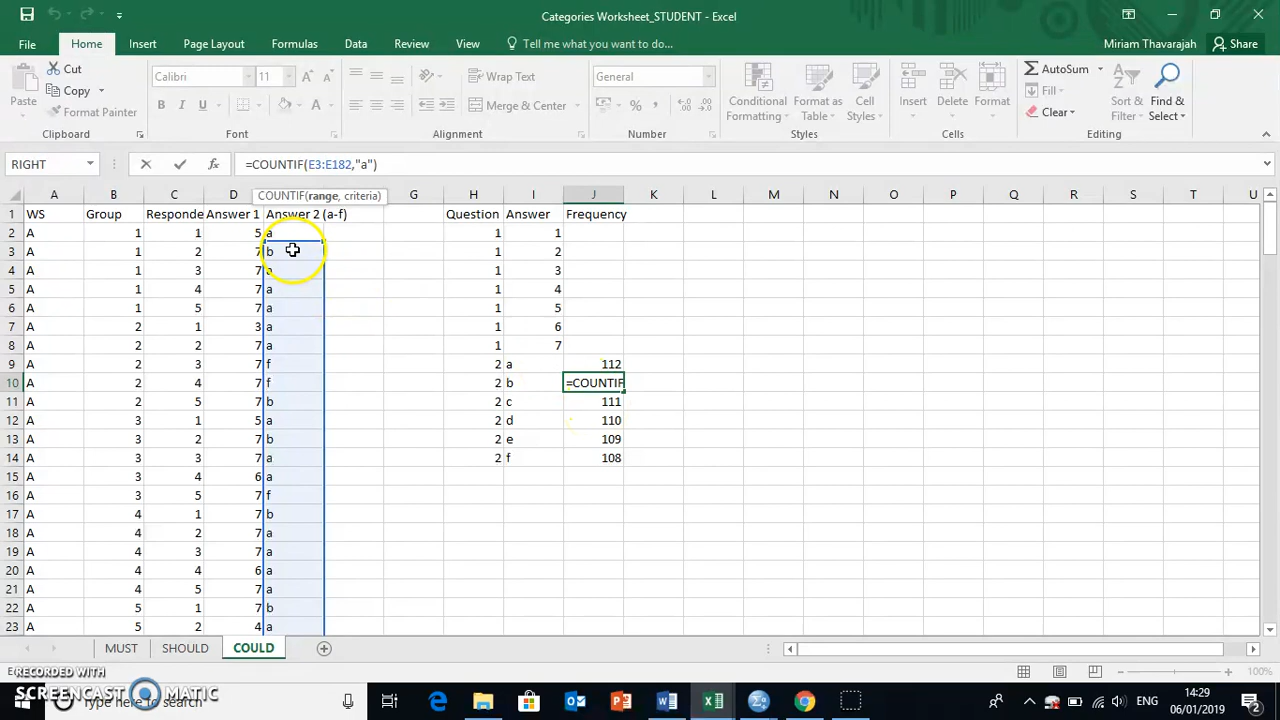 Categories Worksheet_STUDENT - Excel
File Home Insert Page Layout Formulas Data Review View Tell me what you want to do... Miriam Thavarajah Share
Cut Calibri 11 Wrap Text General AutoSum
Copy Fill
Paste Format Painter Merge & Center Conditional Formatting Format as Table Cell Styles Insert Delete Format Clear Sort & Filter Find & Select
Clipboard Font Alignment Number Styles Cells Editing
RIGHT =COUNTIF(E3:E182,"a")
COUNTIF(range, criteria)
A B C D G H I J K L M N O P Q R S T U
1 WS Group Responde Answer 1 Answer 2 (a-f) Question Answer Frequency
2 A 1 1 5 a 1 1
3 A 1 2 7 b 1 2
4 A 1 3 7 a 1 3
5 A 1 4 7 a 1 4
6 A 1 5 7 a 1 5
7 A 2 1 3 a 1 6
8 A 2 2 7 a 1 7
9 A 2 3 7 f 2 a 112
10 A 2 4 7 f 2 b =COUNTIF
11 A 2 5 7 b 2 c 111
12 A 3 1 5 a 2 d 110
13 A 3 2 7 b 2 e 109
14 A 3 3 7 a 2 f 108
15 A 3 4 6 a
16 A 3 5 7 f
17 A 4 1 7 b
18 A 4 2 7 a
19 A 4 3 7 a
20 A 4 4 6 a
21 A 4 5 7 a
22 A 5 1 7 b
23 A 5 2 4 a
MUST SHOULD COULD
RECORDED WITH 100%
SCREENCAST MATIC
here to search ENG 14:29
06/01/2019 2